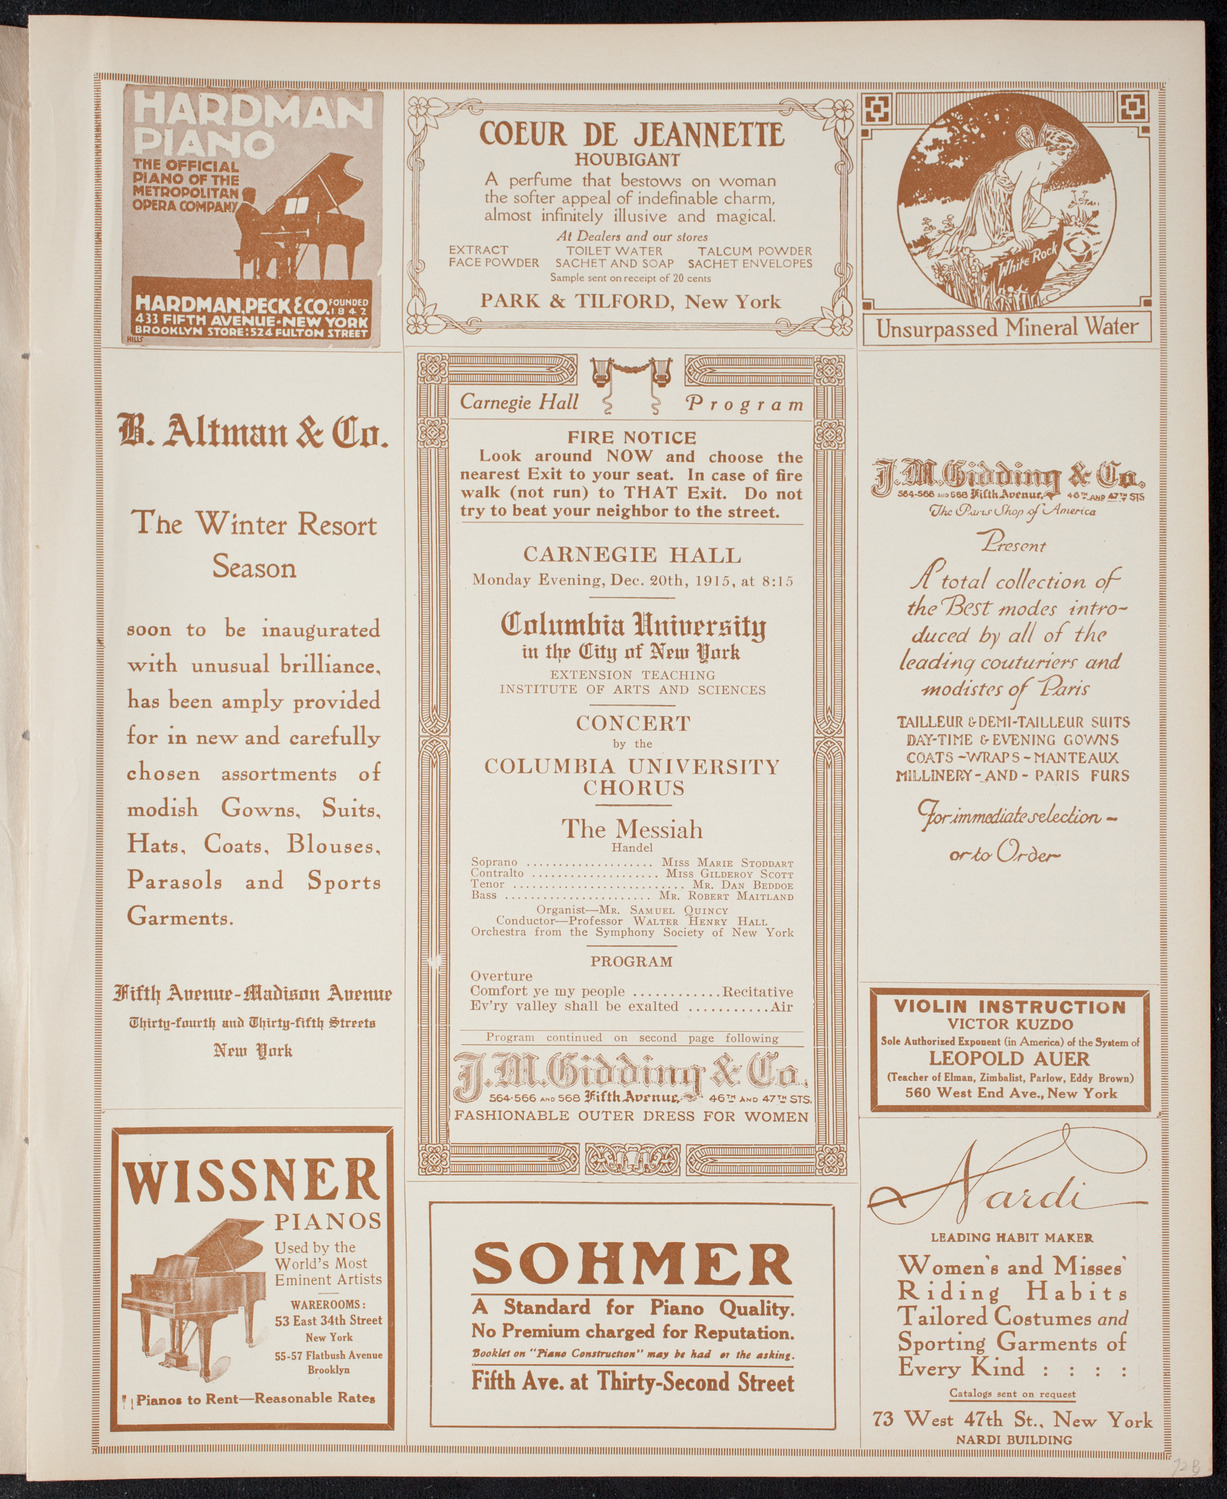 HARDMAN
PIANO
THE OFFICIAL
PIANO OF THE
METROPOLITAN
OPERA COMPANY
HARDMAN, PECK & CO. FOUNDED 1842
433 FIFTH AVENUE - NEW YORK
BROOKLYN STORE: 524 FULTON STREET
HILLS
COEUR DE JEANNETTE
HOUBIGANT
A perfume that bestows on woman
the softer appeal of indefinable charm,
almost infinitely illusive and magical.
At Dealers and our stores
EXTRACT TOILET WATER TALCUM POWDER
FACE POWDER SACHET AND SOAP SACHET ENVELOPES
Sample sent on receipt of 20 cents
PARK & TILFORD, New York
White Rock
Unsurpassed Mineral Water
B. Altman & Co.
The Winter Resort
Season
soon to be inaugurated
with unusual brilliance,
has been amply provided
for in new and carefully
chosen assortments of
modish Gowns, Suits,
Hats, Coats, Blouses,
Parasols and Sports
Garments.
Fifth Avenue-Madison Avenue
Thirty-fourth and Thirty-fifth Streets
New York
WISSNER
PIANOS
Used by the
World's Most
Eminent Artists
WAREROOMS:
53 East 34th Street
New York
55-57 Flatbush Avenue
Brooklyn
Pianos to Rent—Reasonable Rates
Carnegie Hall Program
FIRE NOTICE
Look around NOW and choose the
nearest Exit to your seat. In case of fire
walk (not run) to THAT Exit. Do not
try to beat your neighbor to the street.
CARNEGIE HALL
Monday Evening, Dec. 20th, 1915, at 8:15
Columbia University
in the City of New York
EXTENSION TEACHING
INSTITUTE OF ARTS AND SCIENCES
CONCERT
by the
COLUMBIA UNIVERSITY
CHORUS
The Messiah
Handel
Soprano .................... Miss Marie Stoddart
Contralto .................... Miss Gilderoy Scott
Tenor .......................... Mr. Dan Beddoe
Bass ....................... Mr. Robert Maitland
Organist—Mr. Samuel Quincy
Conductor—Professor Walter Henry Hall
Orchestra from the Symphony Society of New York
PROGRAM
Overture
Comfort ye my people ............Recitative
Ev'ry valley shall be exalted ...........Air
Program continued on second page following
J.M. Gidding & Co.
564-566 AND 568 Fifth Avenue, 46TH AND 47TH STS.
FASHIONABLE OUTER DRESS FOR WOMEN
SOHMER
A Standard for Piano Quality.
No Premium charged for Reputation.
Booklet on "Piano Construction" may be had or the asking.
Fifth Ave. at Thirty-Second Street
J.M. Gidding & Co.
564-566 AND 568 Fifth Avenue, 46TH AND 47TH STS
The Paris Shop of America
Present
A total collection of
the Best modes intro-
duced by all of the
leading couturiers and
modistes of Paris
TAILLEUR & DEMI-TAILLEUR SUITS
DAY-TIME & EVENING GOWNS
COATS - WRAPS - MANTEAUX
MILLINERY - AND - PARIS FURS
For immediate selection -
or to Order
VIOLIN INSTRUCTION
VICTOR KUZDO
Sole Authorized Exponent (in America) of the System of
LEOPOLD AUER
(Teacher of Elman, Zimbalist, Parlow, Eddy Brown)
560 West End Ave., New York
Nardi
LEADING HABIT MAKER
Women's and Misses'
Riding Habits
Tailored Costumes and
Sporting Garments of
Every Kind : : : :
Catalogs sent on request
73 West 47th St., New York
NARDI BUILDING